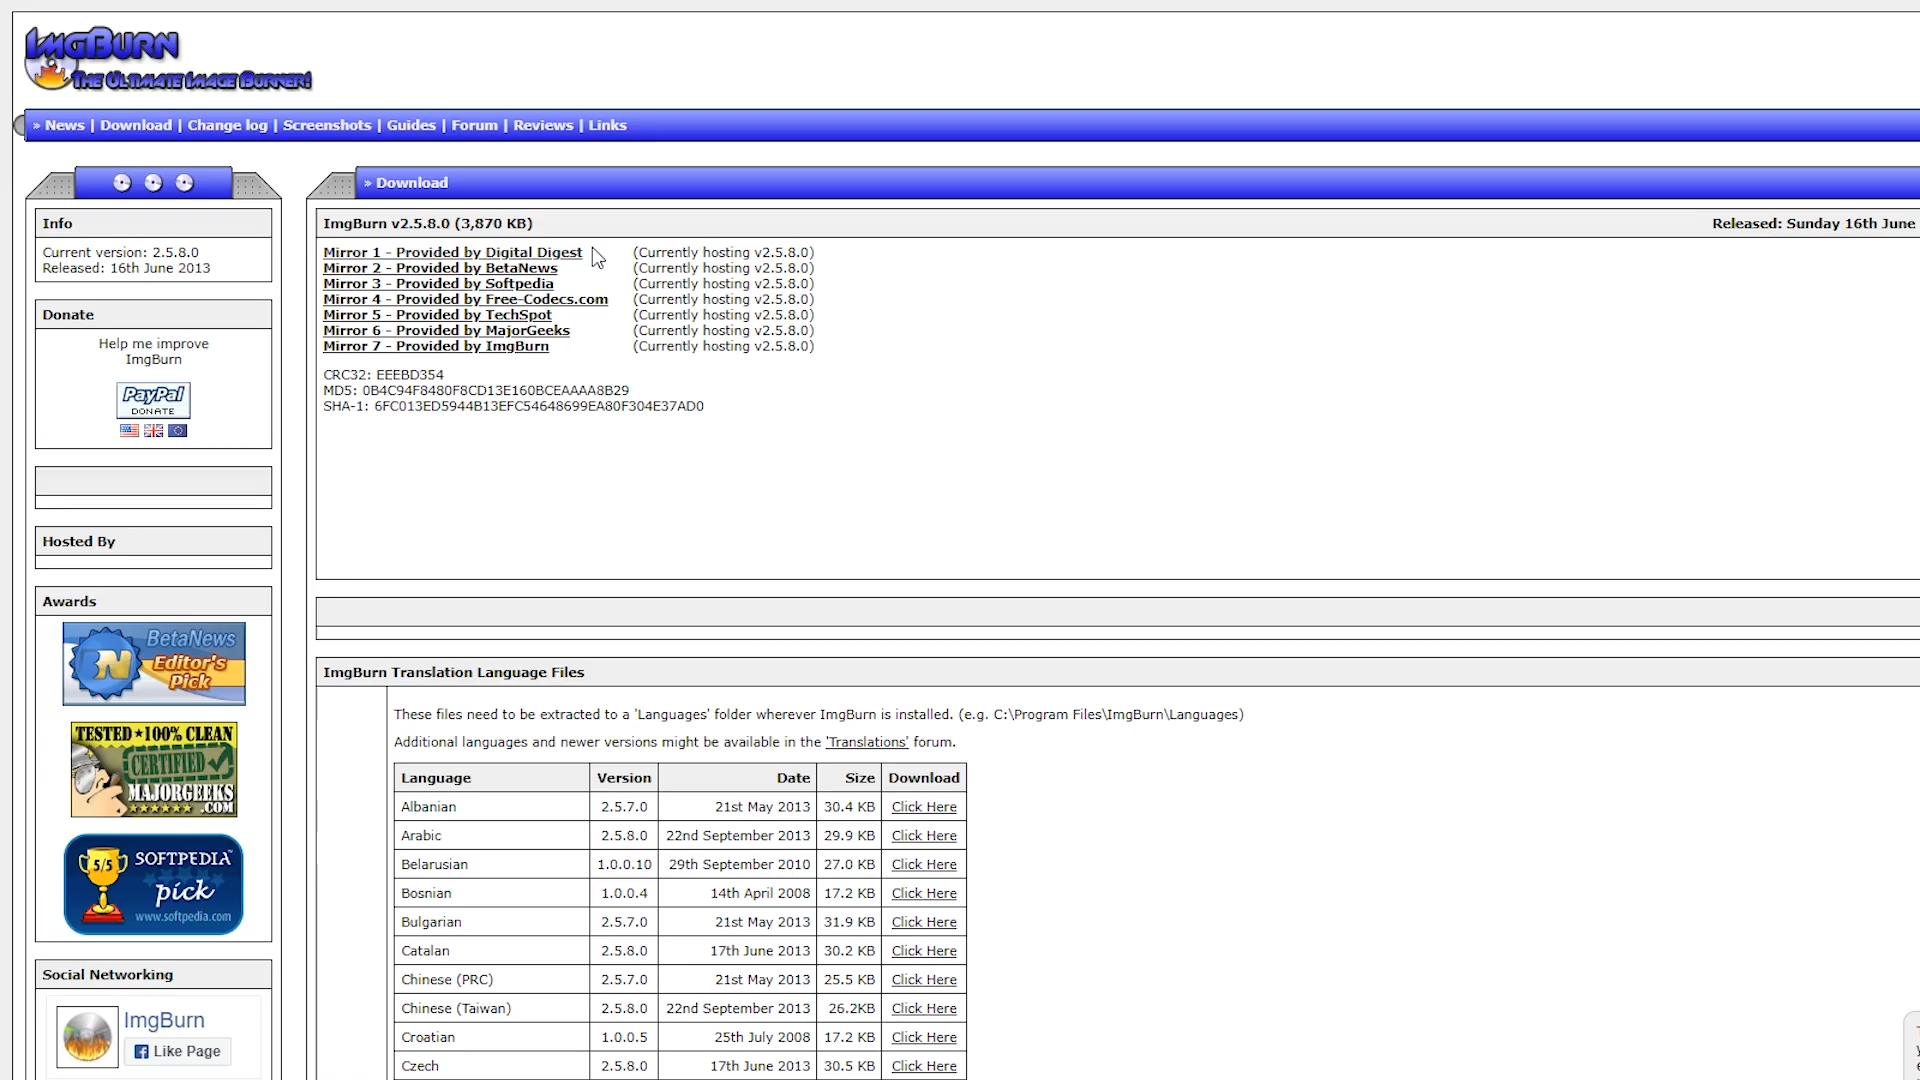 ImgBurn
The Ultimate Image Burner!
» News | Download | Change log | Screenshots | Guides | Forum | Reviews | Links
Info
Current version: 2.5.8.0
Released: 16th June 2013
Donate
Help me improve
ImgBurn
PayPal
DONATE
Hosted By
Awards
BN
BetaNews
Editor's
Pick
TESTED★100% CLEAN
CERTIFIED
MAJORGEEKS
.COM
5/5
SOFTPEDIA™
pick
www.softpedia.com
Social Networking
ImgBurn
Like Page
» Download
ImgBurn v2.5.8.0 (3,870 KB) Released: Sunday 16th June
Mirror 1 - Provided by Digital Digest (Currently hosting v2.5.8.0)
Mirror 2 - Provided by BetaNews (Currently hosting v2.5.8.0)
Mirror 3 - Provided by Softpedia (Currently hosting v2.5.8.0)
Mirror 4 - Provided by Free-Codecs.com (Currently hosting v2.5.8.0)
Mirror 5 - Provided by TechSpot (Currently hosting v2.5.8.0)
Mirror 6 - Provided by MajorGeeks (Currently hosting v2.5.8.0)
Mirror 7 - Provided by ImgBurn (Currently hosting v2.5.8.0)
CRC32: EEEBD354
MD5: 0B4C94F8480F8CD13E160BCEAAAA8B29
SHA-1: 6FC013ED5944B13EFC54648699EA80F304E37AD0
ImgBurn Translation Language Files
These files need to be extracted to a 'Languages' folder wherever ImgBurn is installed. (e.g. C:\Program Files\ImgBurn\Languages)
Additional languages and newer versions might be available in the 'Translations' forum.
Language Version Date Size Download
Albanian 2.5.7.0 21st May 2013 30.4 KB Click Here
Arabic 2.5.8.0 22nd September 2013 29.9 KB Click Here
Belarusian 1.0.0.10 29th September 2010 27.0 KB Click Here
Bosnian 1.0.0.4 14th April 2008 17.2 KB Click Here
Bulgarian 2.5.7.0 21st May 2013 31.9 KB Click Here
Catalan 2.5.8.0 17th June 2013 30.2 KB Click Here
Chinese (PRC) 2.5.7.0 21st May 2013 25.5 KB Click Here
Chinese (Taiwan) 2.5.8.0 22nd September 2013 26.2KB Click Here
Croatian 1.0.0.5 25th July 2008 17.2 KB Click Here
Czech 2.5.8.0 17th June 2013 30.5 KB Click Here